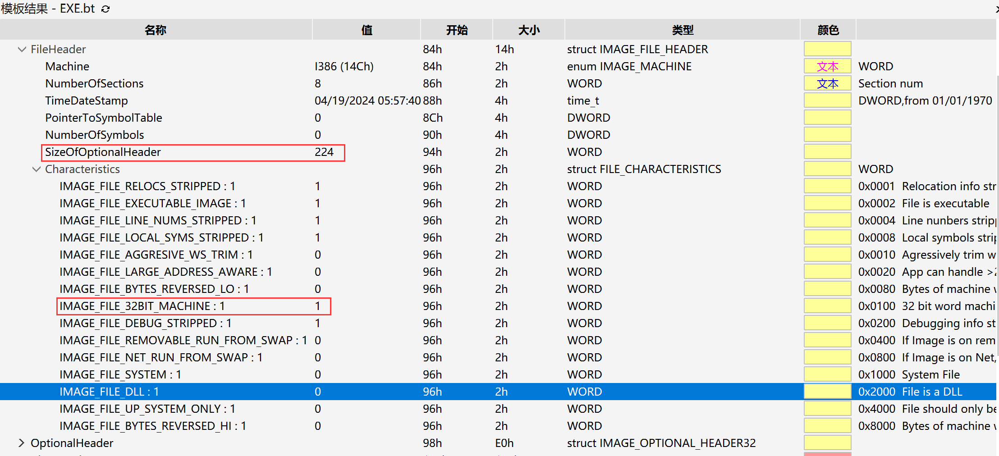 模板结果 - EXE.bt
名称 值 开始 大小 类型 颜色
FileHeader 84h 14h struct IMAGE_FILE_HEADER
Machine I386 (14Ch) 84h 2h enum IMAGE_MACHINE 文本 WORD
NumberOfSections 8 86h 2h WORD 文本 Section num
TimeDateStamp 04/19/2024 05:57:40 88h 4h time_t DWORD,from 01/01/1970
PointerToSymbolTable 0 8Ch 4h DWORD
NumberOfSymbols 0 90h 4h DWORD
SizeOfOptionalHeader 224 94h 2h WORD
Characteristics 96h 2h struct FILE_CHARACTERISTICS WORD
IMAGE_FILE_RELOCS_STRIPPED : 1 1 96h 2h WORD 0x0001 Relocation info str
IMAGE_FILE_EXECUTABLE_IMAGE : 1 1 96h 2h WORD 0x0002 File is executable
IMAGE_FILE_LINE_NUMS_STRIPPED : 1 1 96h 2h WORD 0x0004 Line nunbers strip
IMAGE_FILE_LOCAL_SYMS_STRIPPED : 1 1 96h 2h WORD 0x0008 Local symbols strip
IMAGE_FILE_AGGRESIVE_WS_TRIM : 1 0 96h 2h WORD 0x0010 Agressively trim w
IMAGE_FILE_LARGE_ADDRESS_AWARE : 1 0 96h 2h WORD 0x0020 App can handle >2
IMAGE_FILE_BYTES_REVERSED_LO : 1 0 96h 2h WORD 0x0080 Bytes of machine
IMAGE_FILE_32BIT_MACHINE : 1 1 96h 2h WORD 0x0100 32 bit word machi
IMAGE_FILE_DEBUG_STRIPPED : 1 1 96h 2h WORD 0x0200 Debugging info st
IMAGE_FILE_REMOVABLE_RUN_FROM_SWAP : 1 0 96h 2h WORD 0x0400 If Image is on rem
IMAGE_FILE_NET_RUN_FROM_SWAP : 1 0 96h 2h WORD 0x0800 If Image is on Net,
IMAGE_FILE_SYSTEM : 1 0 96h 2h WORD 0x1000 System File
IMAGE_FILE_DLL : 1 0 96h 2h WORD 0x2000 File is a DLL
IMAGE_FILE_UP_SYSTEM_ONLY : 1 0 96h 2h WORD 0x4000 File should only be
IMAGE_FILE_BYTES_REVERSED_HI : 1 0 96h 2h WORD 0x8000 Bytes of machine
OptionalHeader 98h E0h struct IMAGE_OPTIONAL_HEADER32